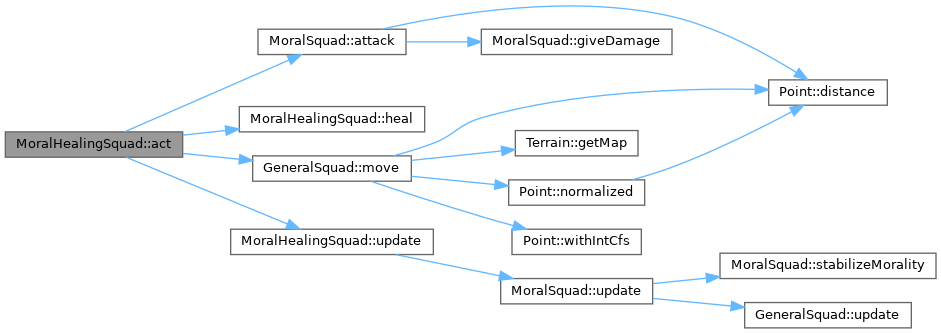 MoralHealingSquad::act
MoralSquad::attack
MoralSquad::giveDamage
Point::distance
MoralHealingSquad::heal
GeneralSquad::move
Terrain::getMap
Point::normalized
Point::withIntCfs
MoralHealingSquad::update
MoralSquad::update
MoralSquad::stabilizeMorality
GeneralSquad::update